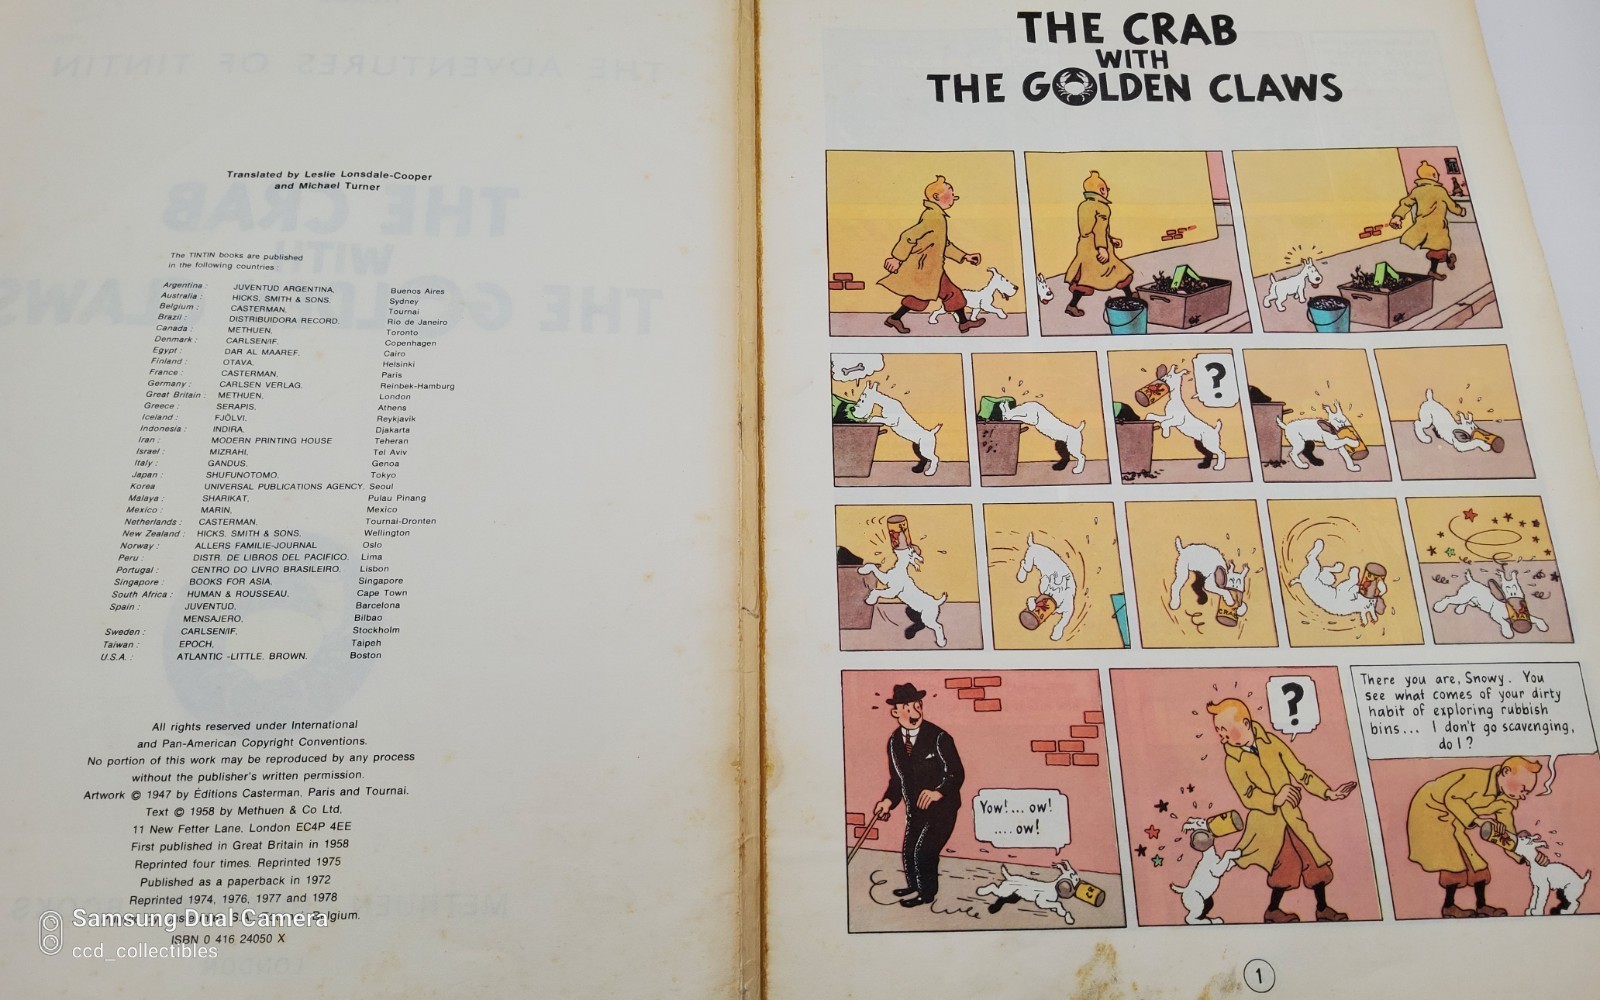 Translated by Leslie Lonsdale-Cooper
and Michael Turner
The TINTIN books are published
in the following countries:
Argentina: JUVENTUD ARGENTINA, Buenos Aires
Australia: HICKS, SMITH & SONS, Sydney
Belgium: CASTERMAN, Tournai
Brazil: DISTRIBUIDORA RECORD, Rio de Janeiro
Canada: METHUEN, Toronto
Denmark: CARLSEN/IF, Copenhagen
Egypt: DAR AL MAAREF, Cairo
Finland: OTAVA, Helsinki
France: CASTERMAN, Paris
Germany: CARLSEN VERLAG, Reinbek-Hamburg
Great Britain: METHUEN, London
Greece: SERAPIS, Athens
Iceland: FJÖLVI, Reykjavik
Indonesia: INDIRA, Djakarta
Iran: MODERN PRINTING HOUSE Teheran
Israel: MIZRAHI, Tel Aviv
Italy: GANDUS, Genoa
Japan: SHUFUNOTOMO, Tokyo
Korea UNIVERSAL PUBLICATIONS AGENCY, Seoul
Malaya: SHARIKAT, Pulau Pinang
Mexico: MARIN, Mexico
Netherlands: CASTERMAN, Tournai-Dronten
New Zealand: HICKS, SMITH & SONS, Wellington
Norway: ALLERS FAMILIE-JOURNAL Oslo
Peru: DISTR. DE LIBROS DEL PACIFICO, Lima
Portugal: CENTRO DO LIVRO BRASILEIRO, Lisbon
Singapore: BOOKS FOR ASIA, Singapore
South Africa: HUMAN & ROUSSEAU, Cape Town
Spain: JUVENTUD, Barcelona
MENSAJERO, Bilbao
Sweden: CARLSEN/IF, Stockholm
Taiwan: EPOCH, Taipeh
U.S.A.: ATLANTIC-LITTLE, BROWN, Boston
All rights reserved under International
and Pan-American Copyright Conventions.
No portion of this work may be reproduced by any process
without the publisher's written permission.
Artwork © 1947 by Éditions Casterman, Paris and Tournai.
Text © 1958 by Methuen & Co Ltd,
11 New Fetter Lane, London EC4P 4EE
First published in Great Britain in 1958
Reprinted four times. Reprinted 1975
Published as a paperback in 1972
Reprinted 1974, 1976, 1977 and 1978
Belgium.
ISBN 0 416 24050 X
Samsung Dual Camera
ccd_collectibles
THE CRAB
WITH
THE GOLDEN CLAWS
?
CRAB
Yow!... ow!
....ow!
?
There you are, Snowy. You
see what comes of your dirty
habit of exploring rubbish
bins... I don't go scavenging,
do I?
1